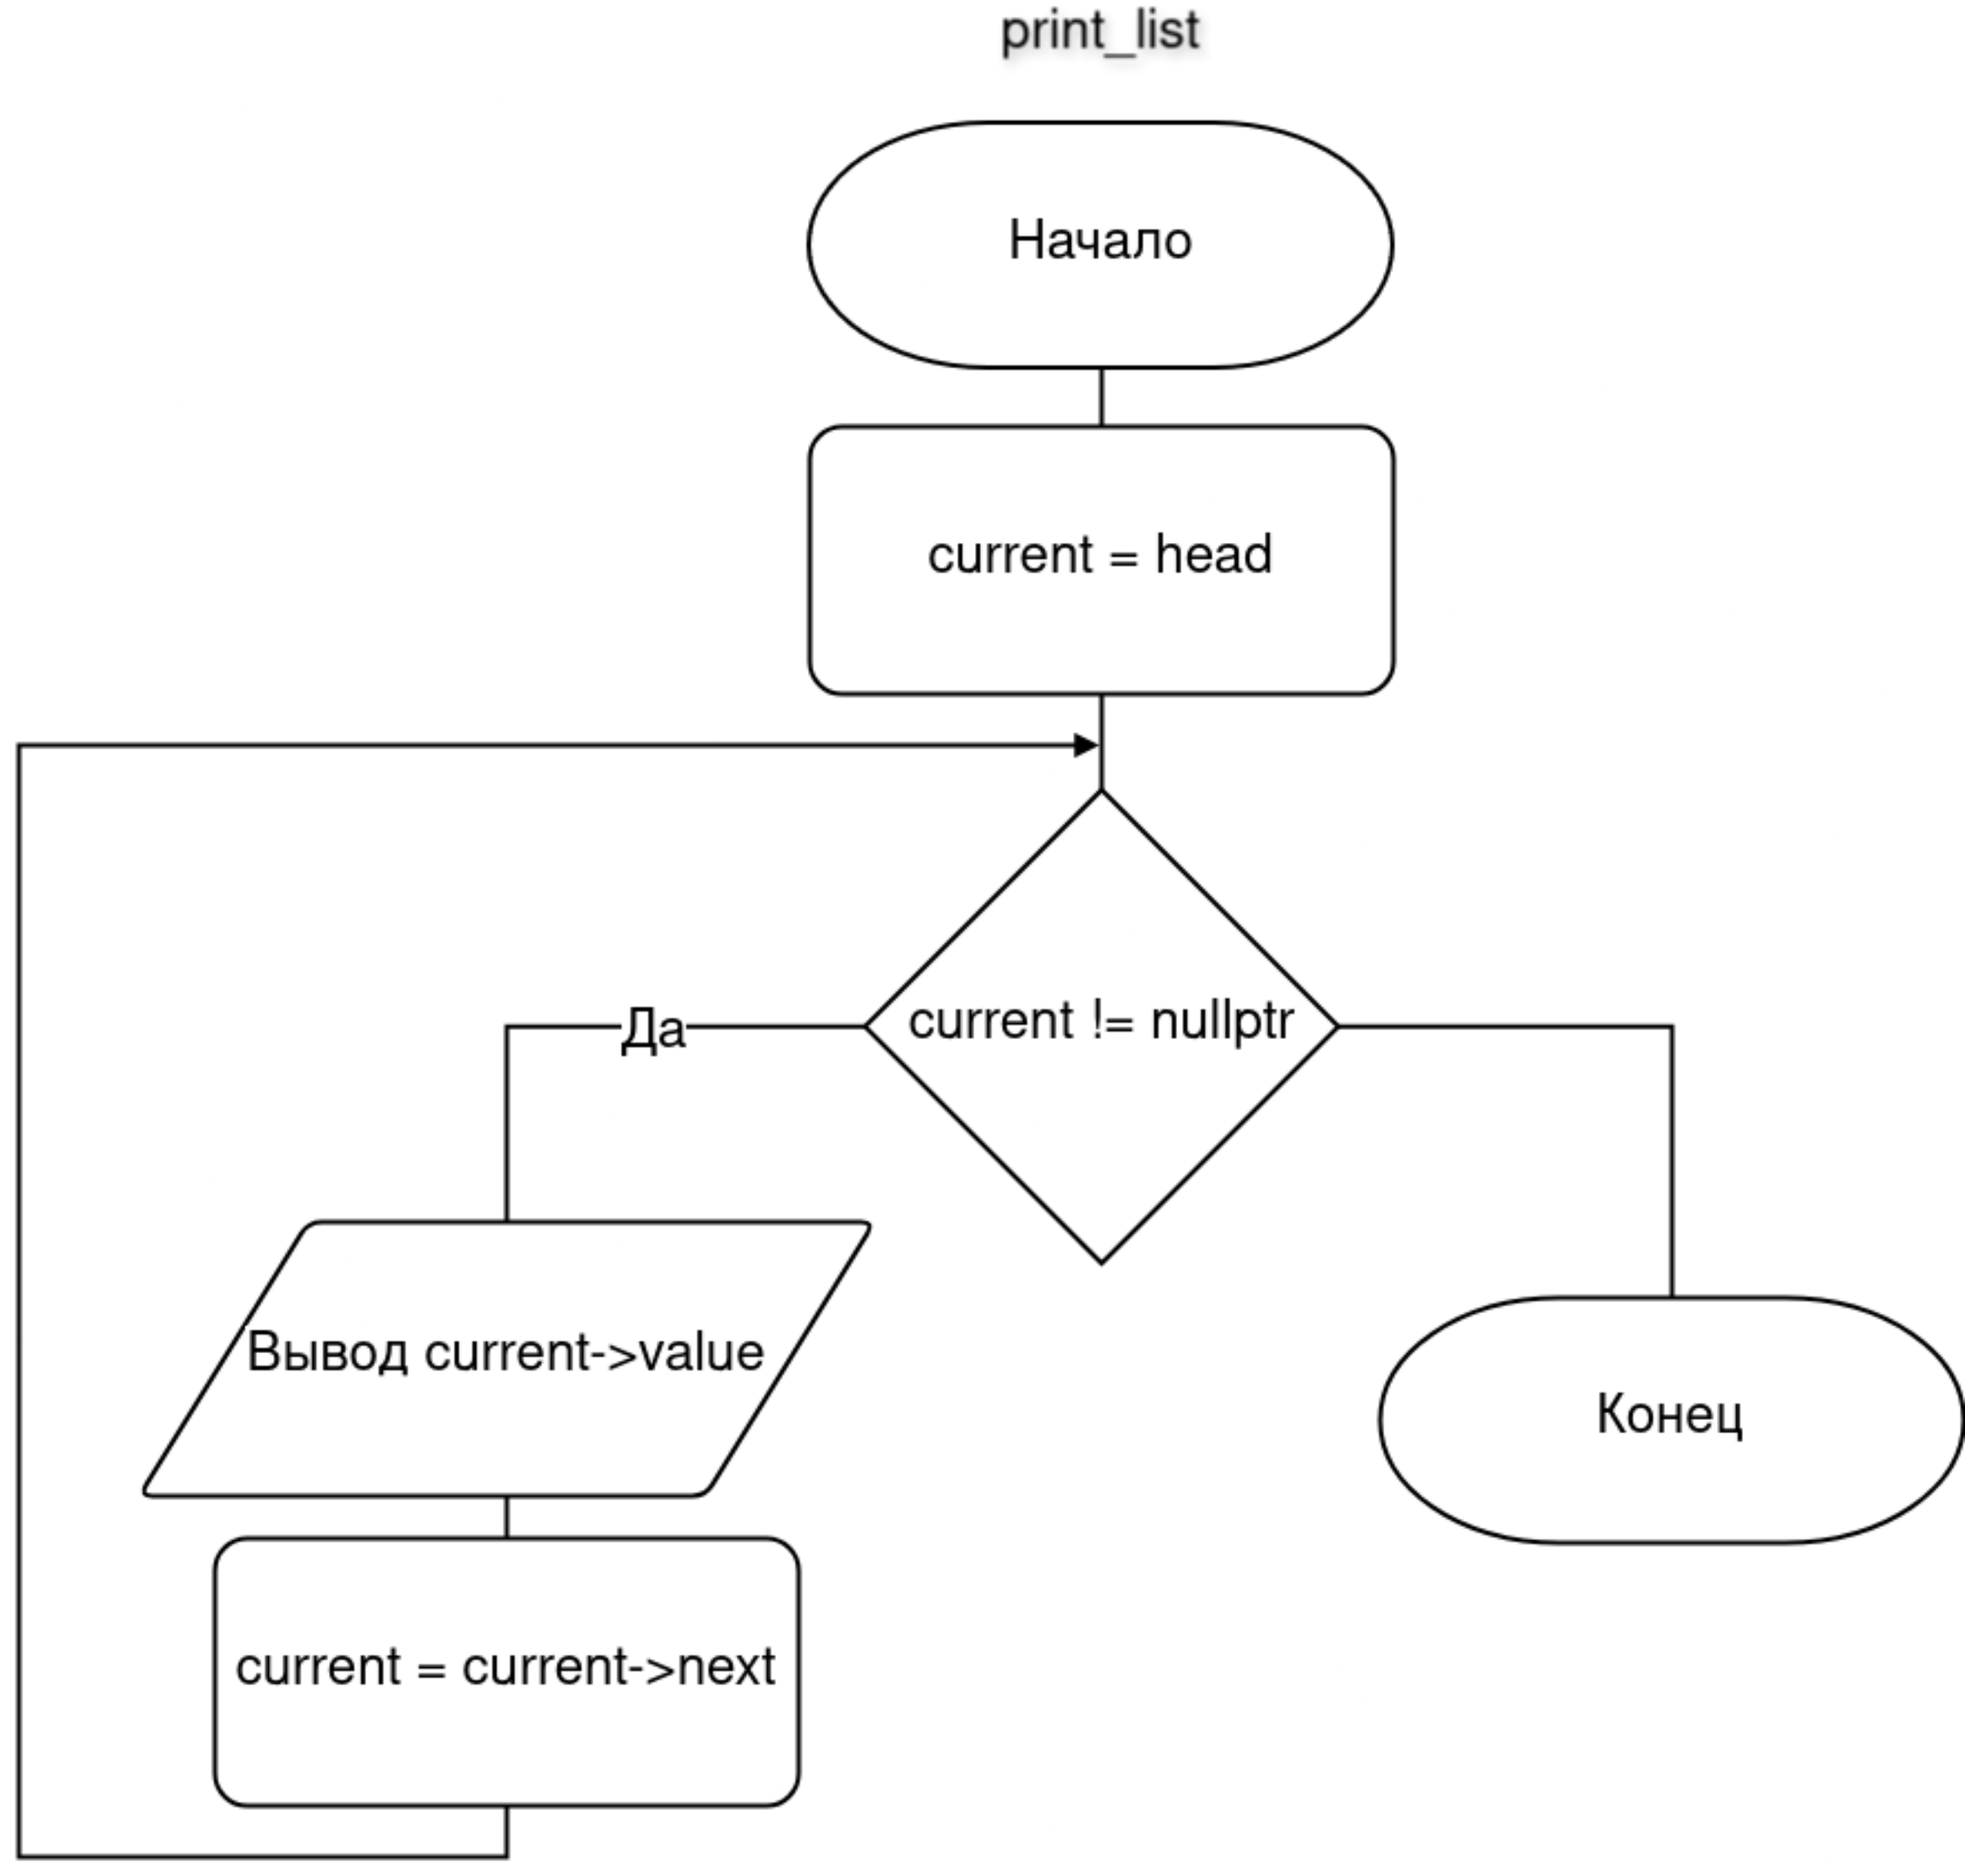 print_list
Начало
current = head
current != nullptr
Да
Вывод current->value
current = current->next
Конец